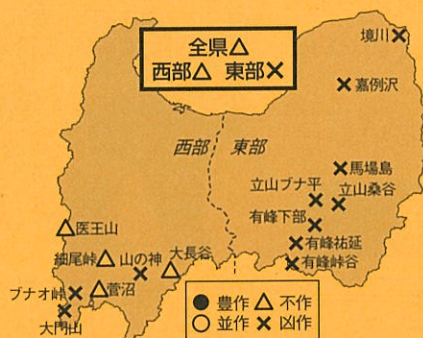 全県△
西部△ 東部✕
境川✕
✕嘉例沢
西部 東部
✕馬場島
立山ブナ平✕
立山桑谷✕
有峰下部✕
✕有峰祐延
✕有峰峠谷
△医王山
細尾峠△
山の神✕
大長谷△
ブナオ峠✕
△菅沼
大門山✕
●豊作 △不作
○並作 ✕凶作